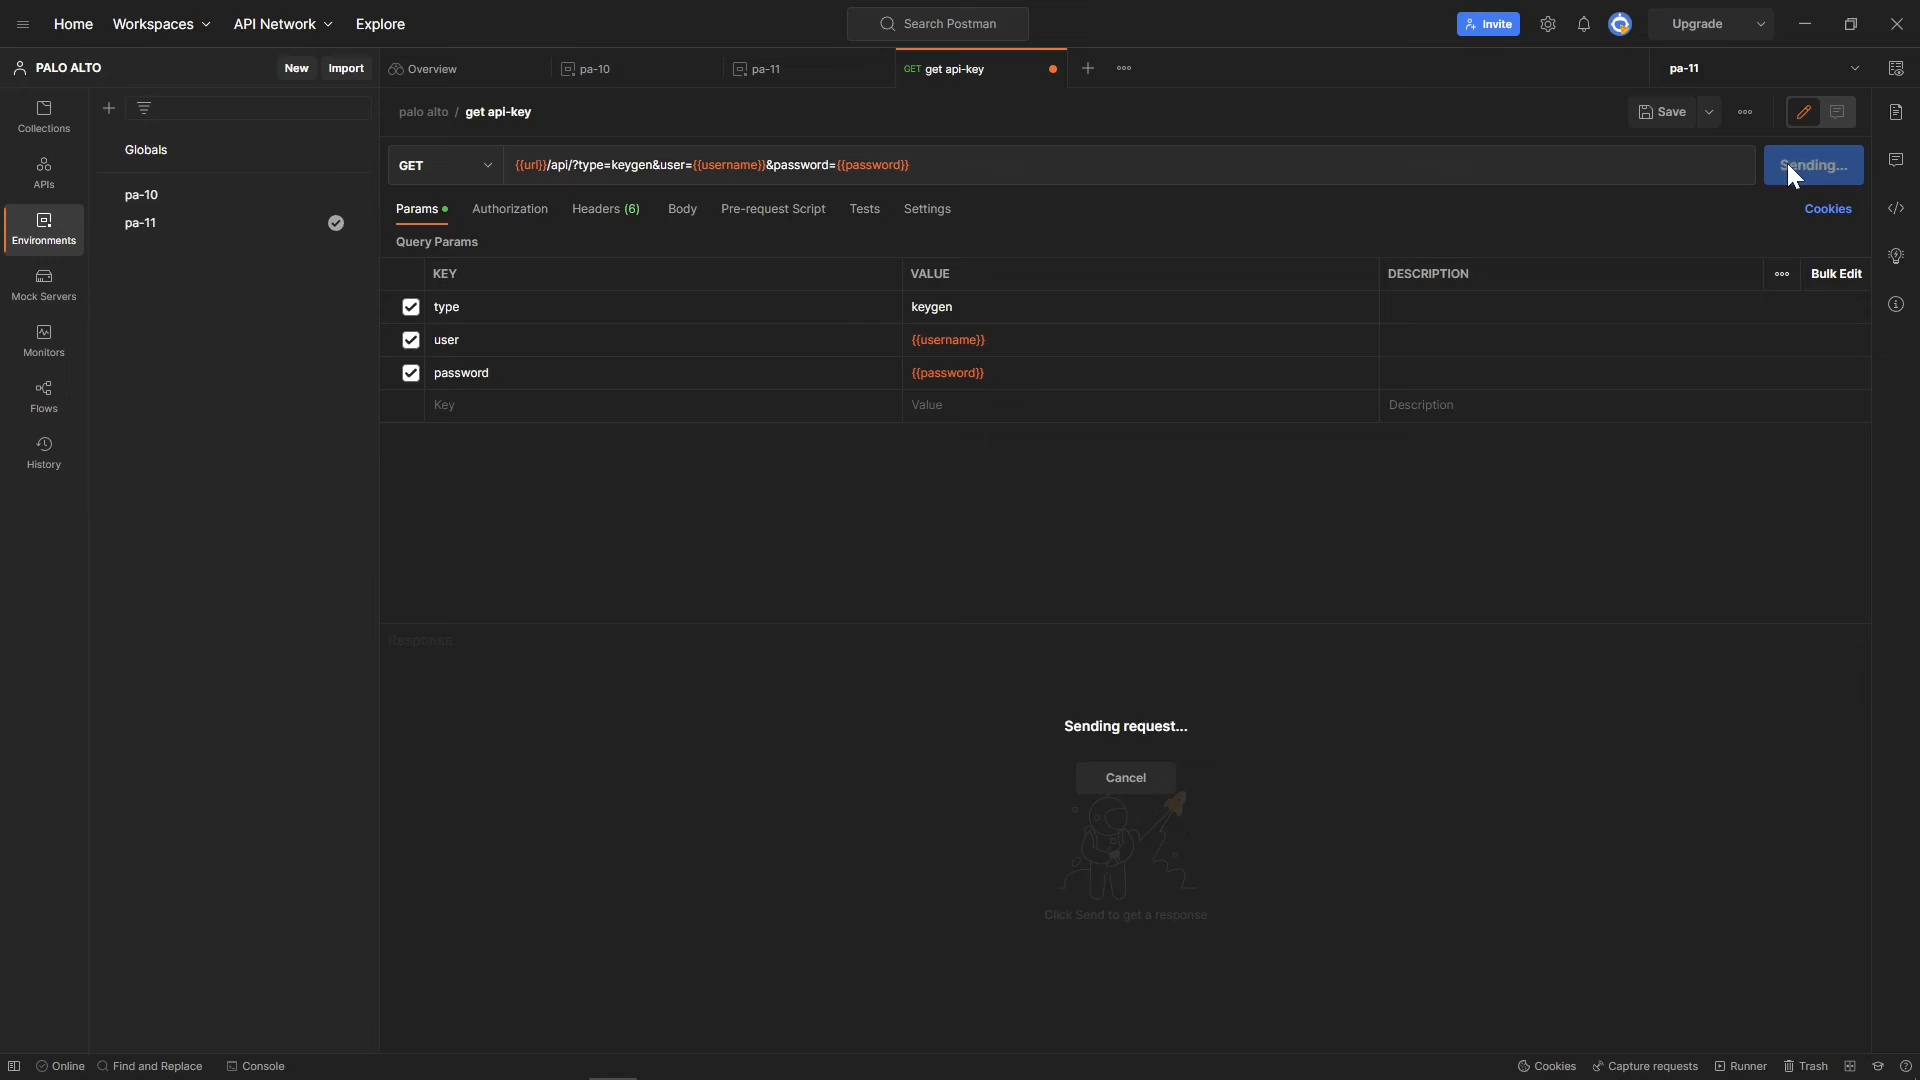 Home Workspaces API Network Explore Search Postman Invite Upgrade
PALO ALTO New Import Overview pa-10 pa-11 GET get api-key pa-11
palo alto / get api-key Save
Collections
APIs
Environments
Mock Servers
Monitors
Flows
History
Globals
pa-10
pa-11
GET {{url}}/api/?type=keygen&user={{username}}&password={{password}} Sending...
Params Authorization Headers (6) Body Pre-request Script Tests Settings Cookies
Query Params
KEY VALUE DESCRIPTION Bulk Edit
type keygen
user {{username}}
password {{password}}
Key Value Description
Response
Sending request...
Cancel
Click Send to get a response
Online Find and Replace Console Cookies Capture requests Runner Trash